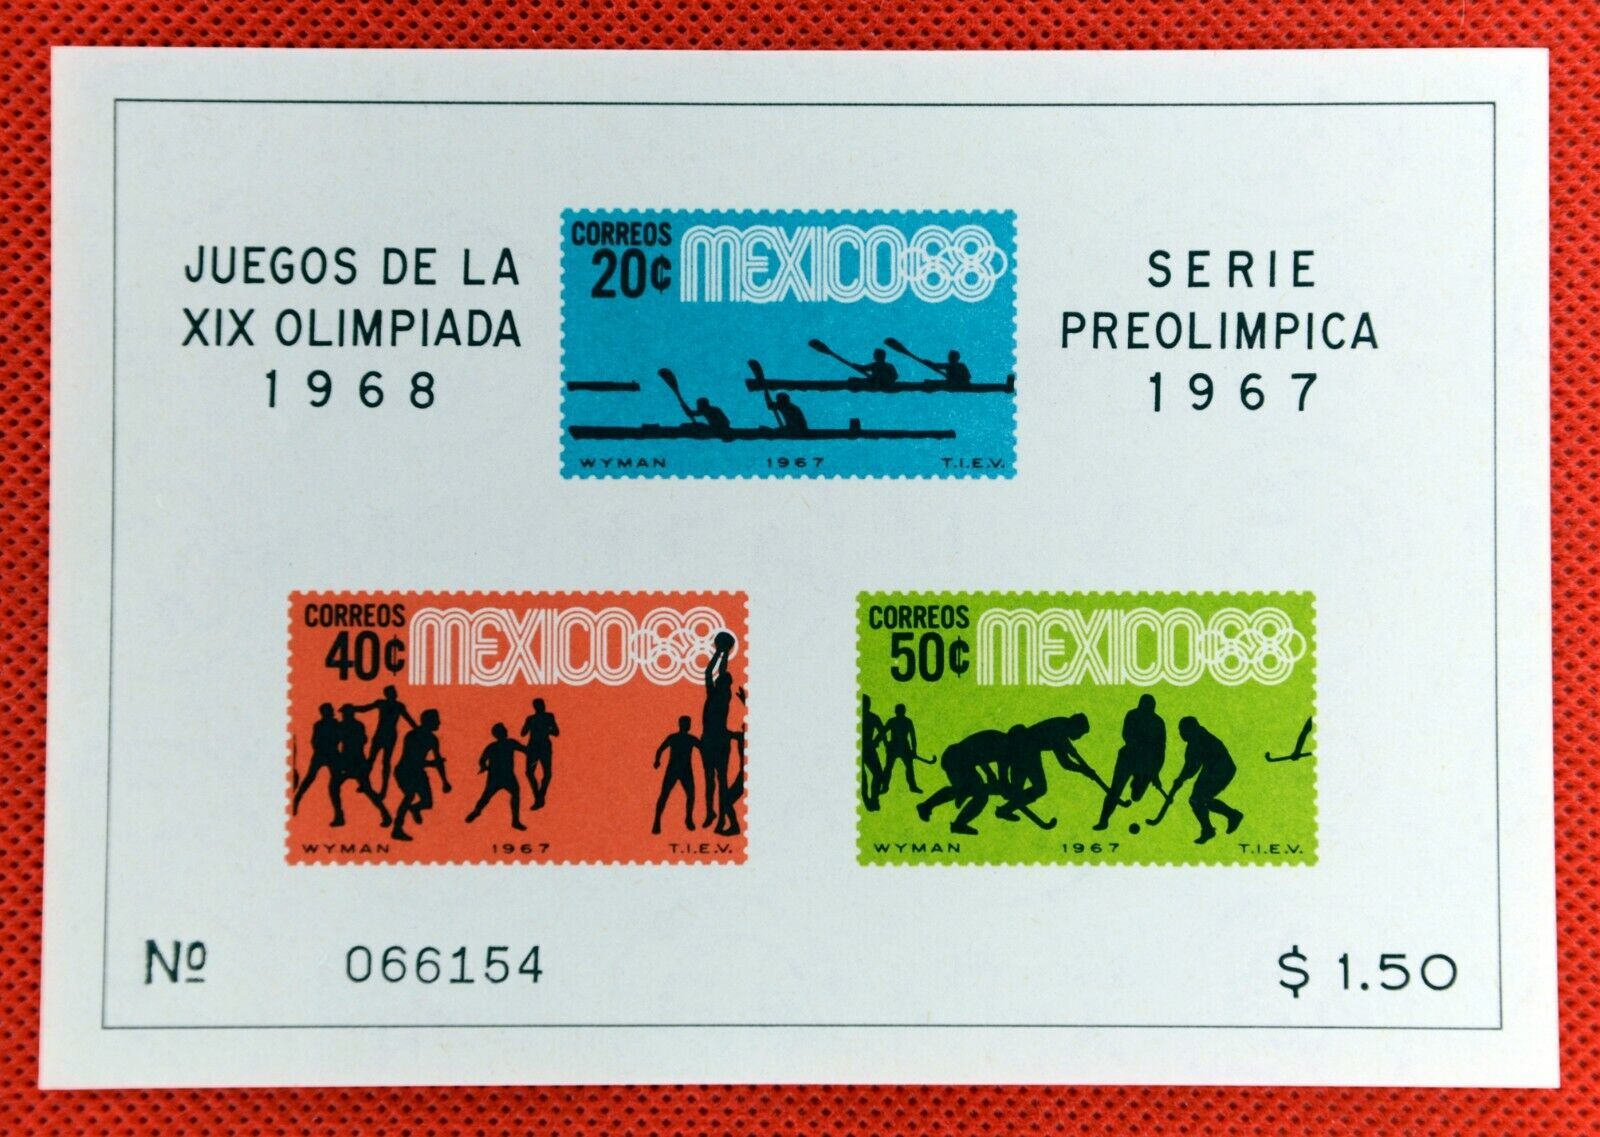 JUEGOS DE LA
XIX OLIMPIADA
1968
CORREOS
20¢
MEXICO68
WYMAN 1967 T.I.E.V.
SERIE
PREOLIMPICA
1967
CORREOS
40¢
MEXICO68
WYMAN 1967 T.I.E.V.
CORREOS
50¢
MEXICO68
WYMAN 1967 T.I.E.V.
Nº 066154
$ 1.50